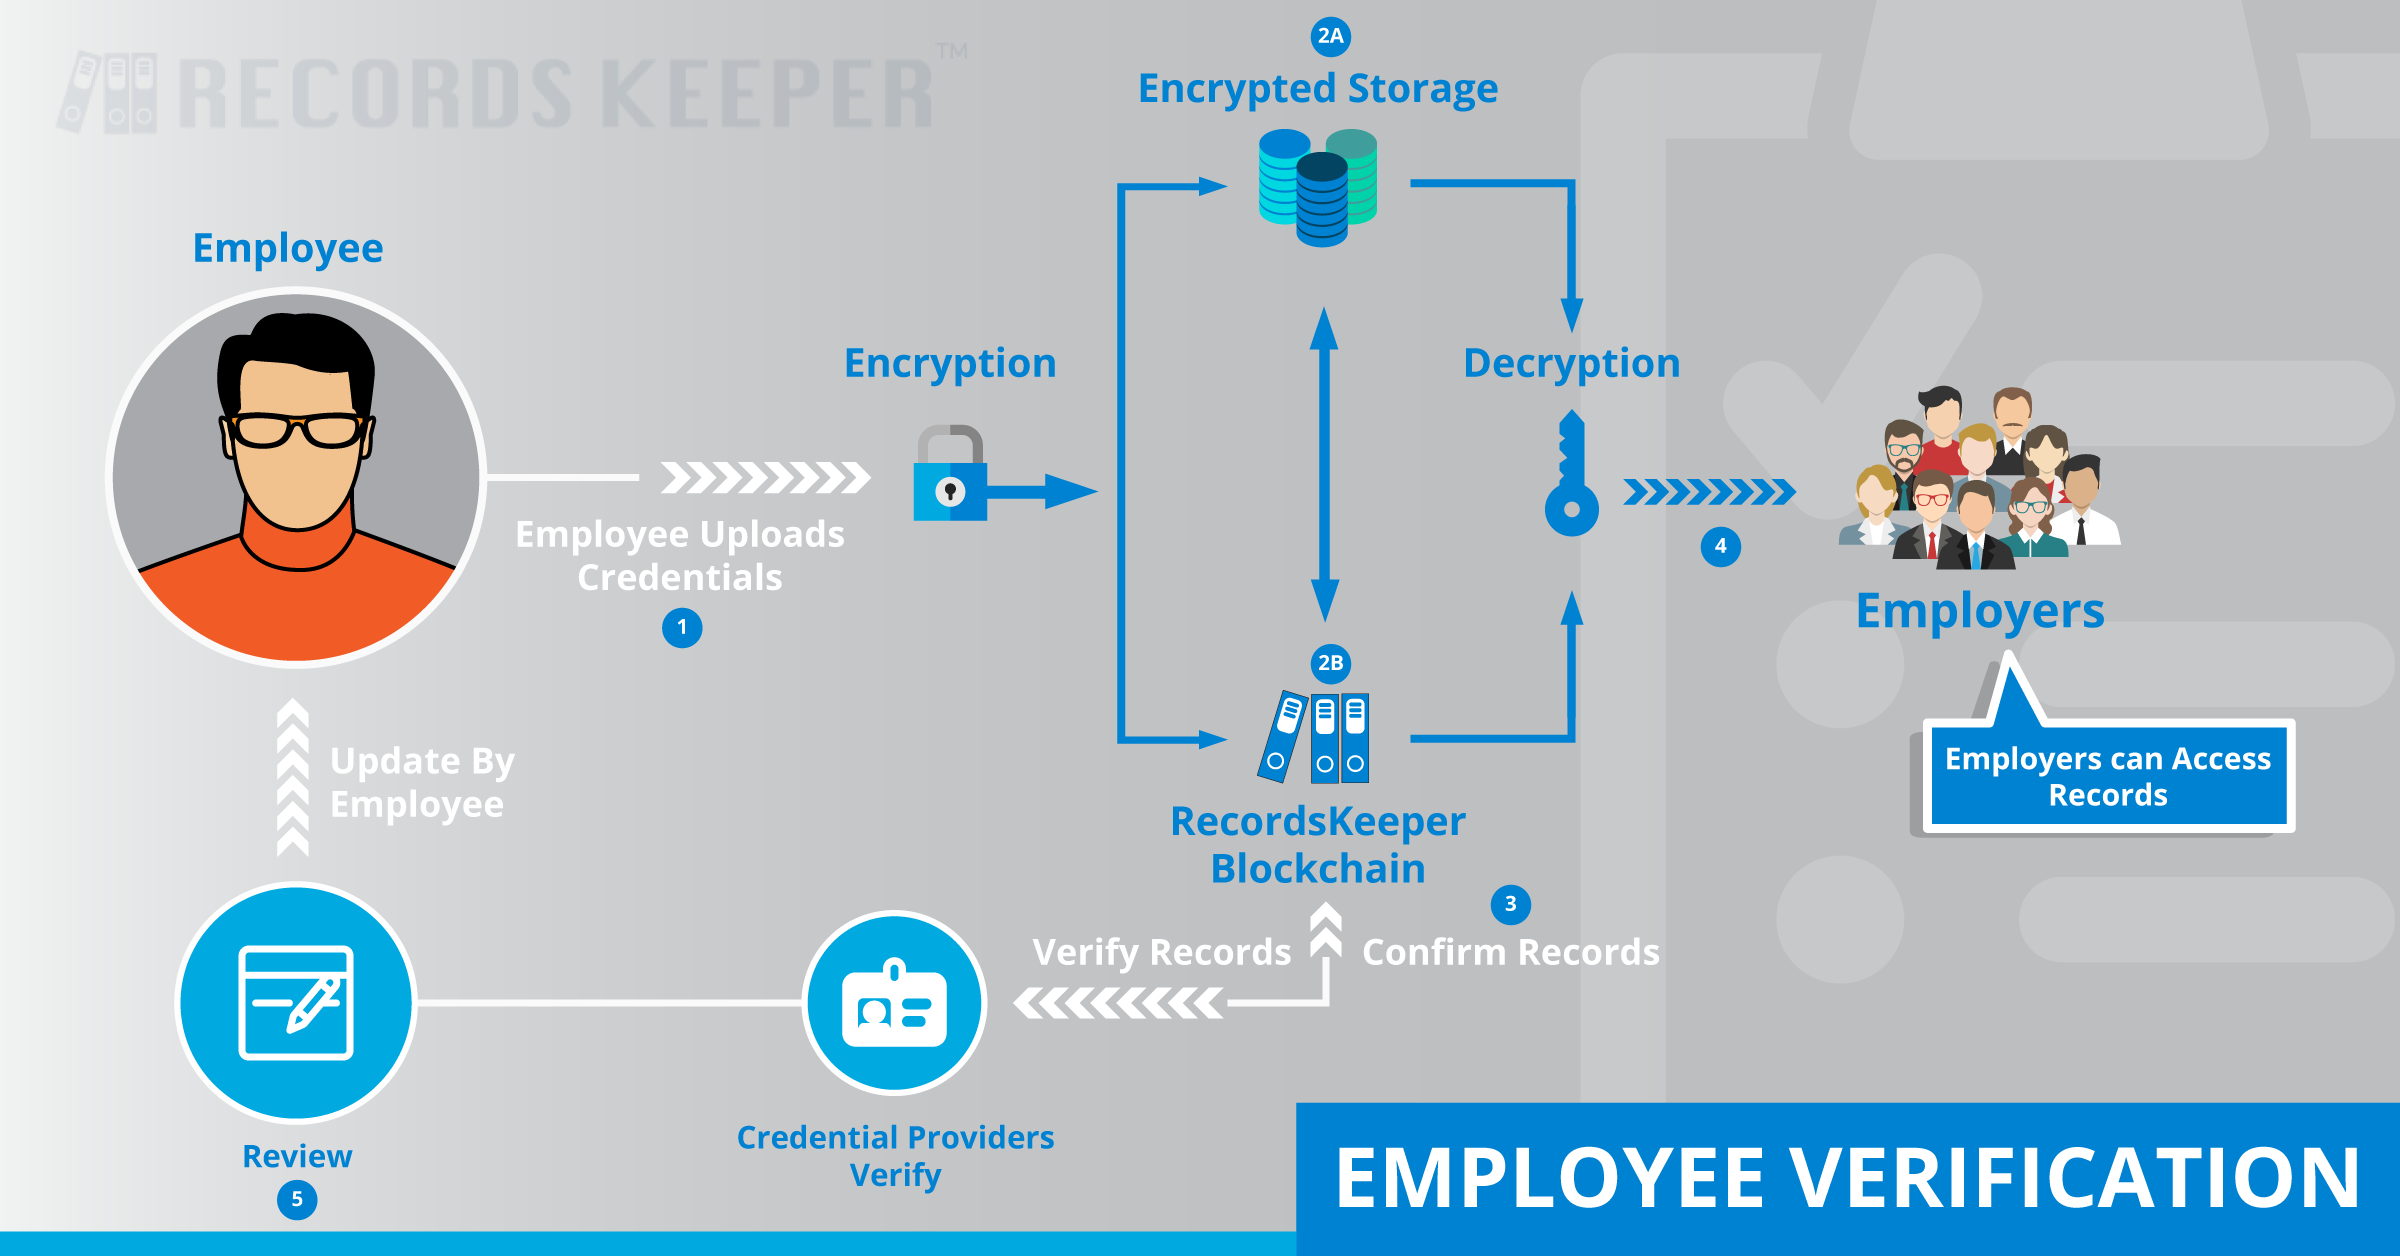 RECORDS KEEPER™
2A
Encrypted Storage
Employee
Encryption
Decryption
Employee Uploads
Credentials
1
4
Employers
Employers can Access
Records
2B
RecordsKeeper
Blockchain
Update By
Employee
3
Verify Records
Confirm Records
Credential Providers
Verify
Review
5
EMPLOYEE VERIFICATION